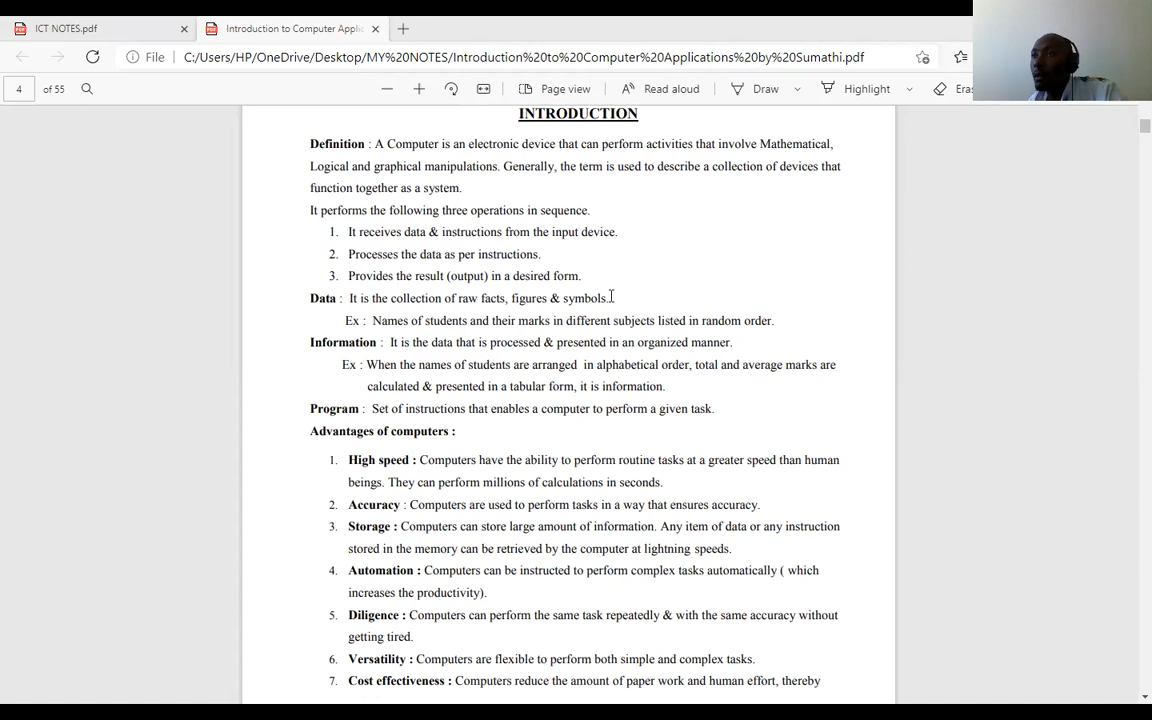 ICT NOTES.pdf
Introduction to Computer Applic
File C:/Users/HP/OneDrive/Desktop/MY%20NOTES/Introduction%20to%20Computer%20Applications%20by%20Sumathi.pdf
4 of 55 Page view Read aloud Draw Highlight Eras
INTRODUCTION
Definition : A Computer is an electronic device that can perform activities that involve Mathematical,
Logical and graphical manipulations. Generally, the term is used to describe a collection of devices that
function together as a system.
It performs the following three operations in sequence.
1. It receives data & instructions from the input device.
2. Processes the data as per instructions.
3. Provides the result (output) in a desired form.
Data : It is the collection of raw facts, figures & symbols.
Ex : Names of students and their marks in different subjects listed in random order.
Information : It is the data that is processed & presented in an organized manner.
Ex : When the names of students are arranged in alphabetical order, total and average marks are
calculated & presented in a tabular form, it is information.
Program : Set of instructions that enables a computer to perform a given task.
Advantages of computers :
1. High speed : Computers have the ability to perform routine tasks at a greater speed than human
beings. They can perform millions of calculations in seconds.
2. Accuracy : Computers are used to perform tasks in a way that ensures accuracy.
3. Storage : Computers can store large amount of information. Any item of data or any instruction
stored in the memory can be retrieved by the computer at lightning speeds.
4. Automation : Computers can be instructed to perform complex tasks automatically ( which
increases the productivity).
5. Diligence : Computers can perform the same task repeatedly & with the same accuracy without
getting tired.
6. Versatility : Computers are flexible to perform both simple and complex tasks.
7. Cost effectiveness : Computers reduce the amount of paper work and human effort, thereby